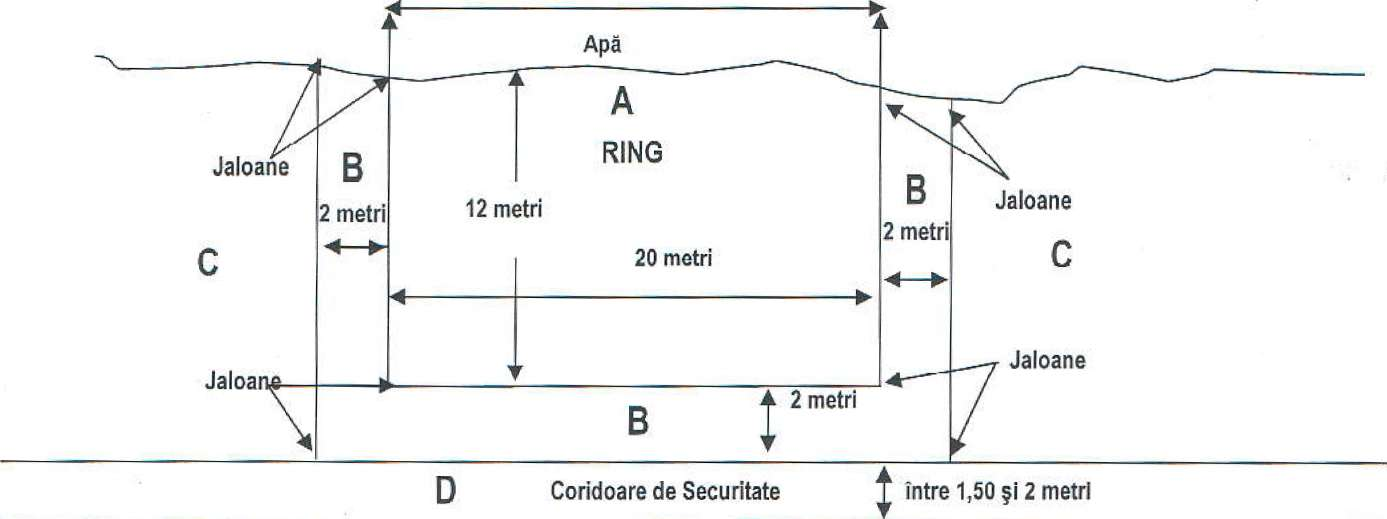 Apă
A
RING
Jaloane
B
2 metri
12 metri
B
2 metri
Jaloane
C
20 metri
C
Jaloane
Jaloane
2 metri
B
D
Coridoare de Securitate
între 1,50 şi 2 metri